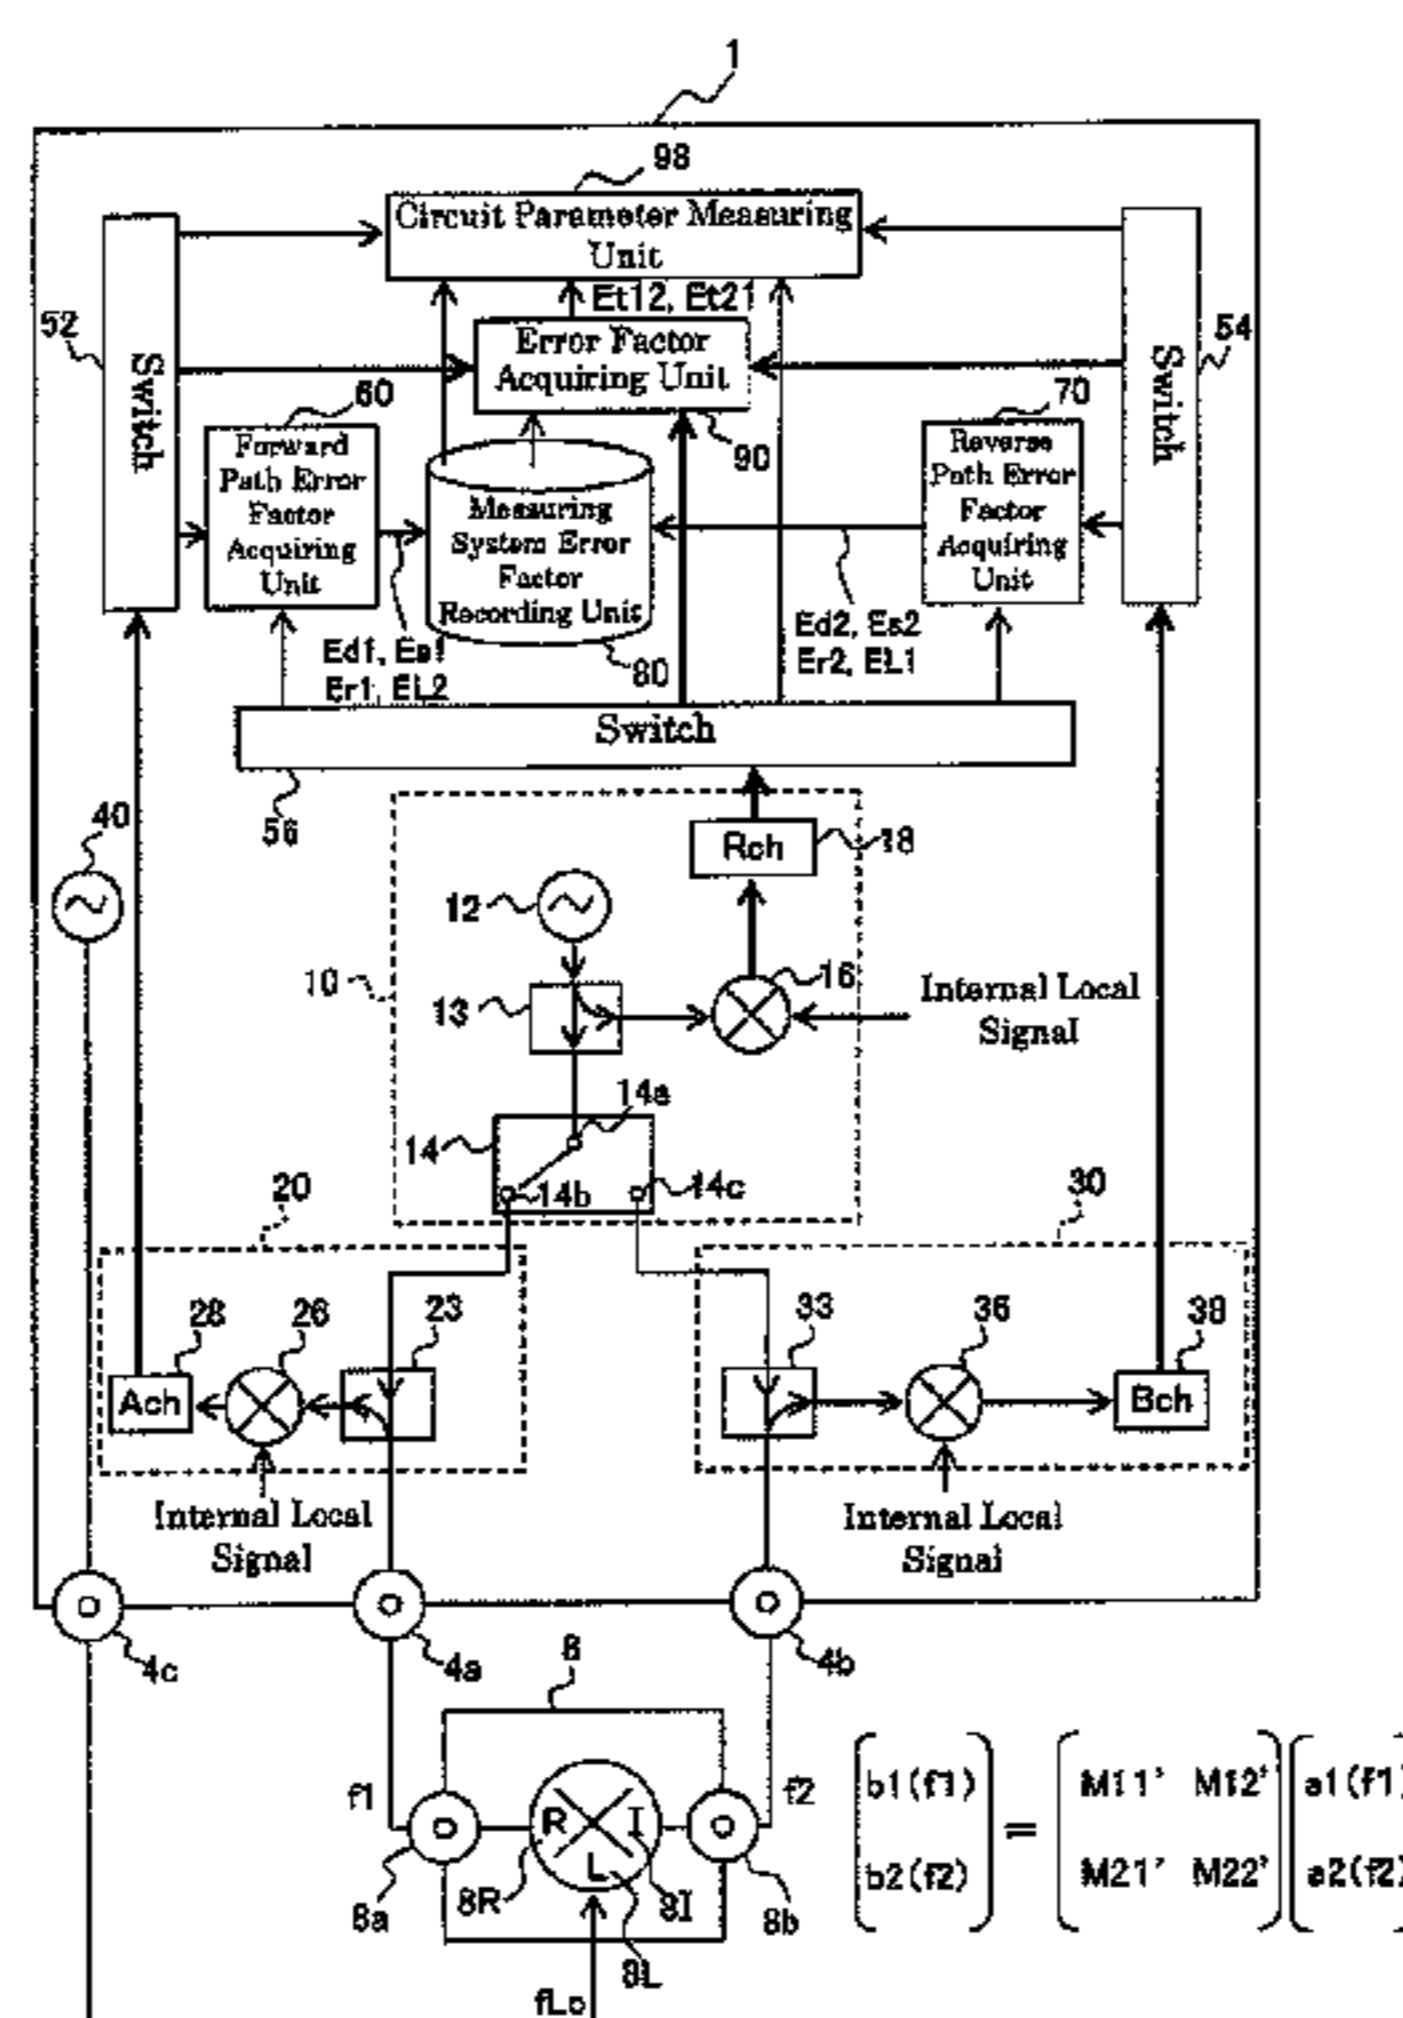 1
98
Circuit Parameter Measuring
Unit
Et12, Et21
52
Switch
Error Factor
Acquiring Unit
90
54
Switch
60
Forward
Path Error
Factor
Acquiring
Unit
70
Reverse
Path Error
Factor
Acquiring
Unit
Measuring
System Error
Factor
Recording Unit
80
Ed1, Es1
Er1, EL2
Ed2, Es2
Er2, EL1
Switch
56
40
Rch
18
12
10
13
16
Internal Local
Signal
14a
14
14b
14c
20
30
28
26
23
Ach
33
36
38
Bch
Internal Local
Signal
Internal Local
Signal
4c
4a
4b
8
f1
f2
R
I
L
8R
8I
8a
8b
8L
fLo
b1(f1)
b2(f2)
=
M11' M12'
M21' M22'
a1(f1)
a2(f2)